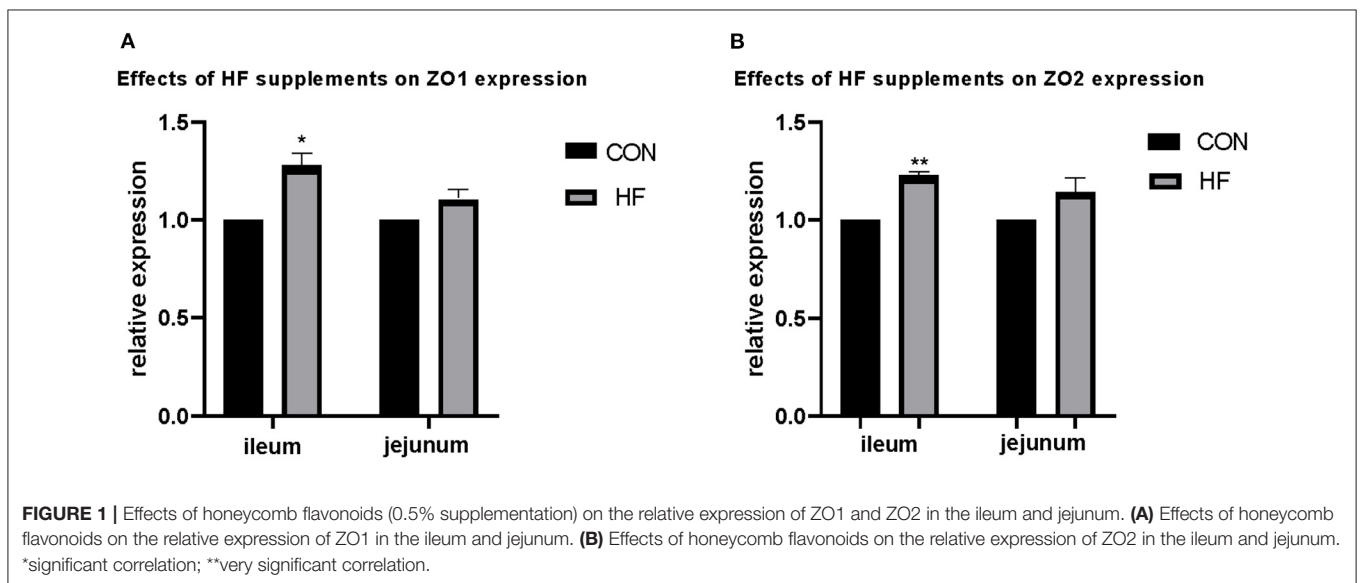 A
Effects of HF supplements on ZO1 expression
1.5
1.0
0.5
0.0
relative expression
*
CON
HF
ileum
jejunum
B
Effects of HF supplements on ZO2 expression
1.5
1.0
0.5
0.0
relative expression
**
CON
HF
ileum
jejunum
FIGURE 1 | Effects of honeycomb flavonoids (0.5% supplementation) on the relative expression of ZO1 and ZO2 in the ileum and jejunum. (A) Effects of honeycomb
flavonoids on the relative expression of ZO1 in the ileum and jejunum. (B) Effects of honeycomb flavonoids on the relative expression of ZO2 in the ileum and jejunum.
*significant correlation; **very significant correlation.